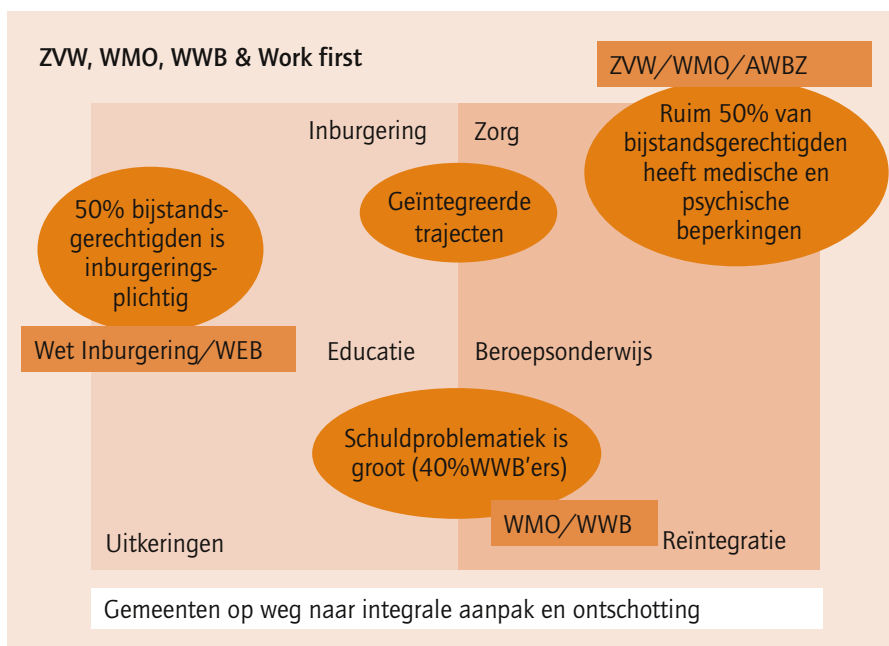 ZVW, WMO, WWB & Work first
ZVW/WMO/AWBZ
Inburgering
Zorg
Ruim 50% van
bijstandsgerechtigden
heeft medische en
psychische
beperkingen
Geïntegreerde
trajecten
50% bijstands-
gerechtigden is
inburgerings-
plichtig
Wet Inburgering/WEB
Educatie
Beroepsonderwijs
Schuldproblematiek is
groot (40%WWB'ers)
WMO/WWB
Uitkeringen
Reïntegratie
Gemeenten op weg naar integrale aanpak en ontschotting